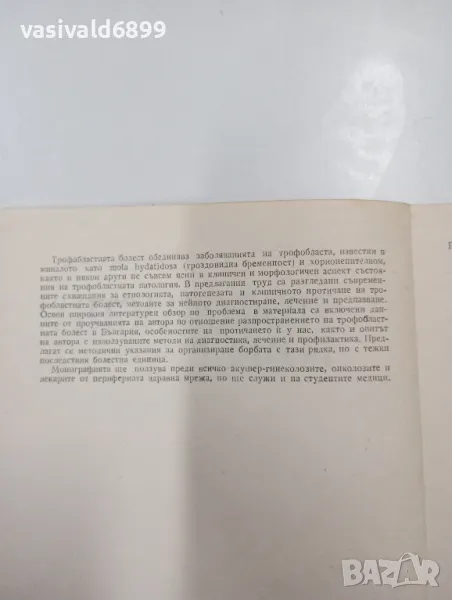 vasivald6899
Трофобластната болест обединява заболяванията на трофобласта, известни в
миналото като mola hydatidosa (гроздовидна бременност) и хорионепителиом,
както и някои други не съвсем ясни в клиничен и морфологичен аспект състоя-
ния на трофобластната патология. В предлагания труд са разгледани съвремен-
ните схващания за етнологията, патогенезата и клиничното протичане на тро-
фобластната болест, методите за нейното диагностициране, лечение и предпазване.
Освен широкия литературен обзор по проблема в материала са включени дан-
ните от проучванията на автора по отношение разпространението на трофобласт-
ната болест в България, особеностите на протичането ѝ у нас, както и опитът
на автора с използуваните методи на диагностика, лечение и профилактика. Пред-
лагат се методични указания за организиране борбата с тази рядка, но с тежки
последствия болестна единица.
Монографията ще ползува преди всичко акушер-гинеколозите, онколозите и
лекарите от периферната здравна мрежа, но ще служи и на студентите медици.
BAZAR